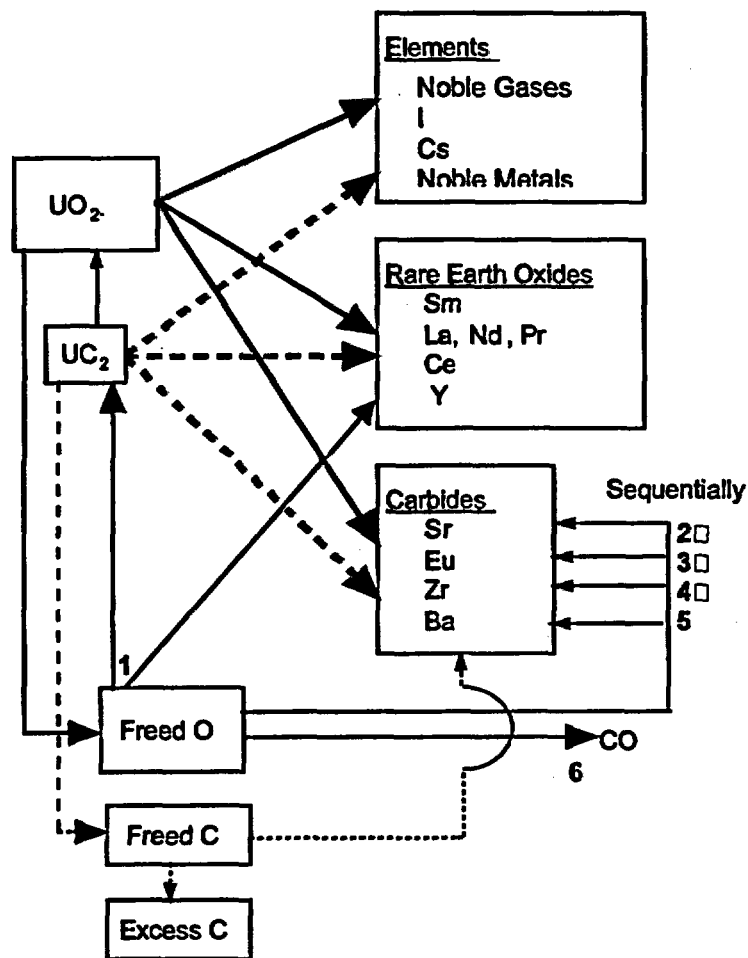 Elements
Noble Gases
I
Cs
Noble Metals
UO₂-
Rare Earth Oxides
Sm
La, Nd, Pr
Ce
Y
UC₂
Carbides
Sr
Eu
Zr
Ba
Sequentially
2□
3□
4□
5
1
Freed O
CO
6
Freed C
Excess C